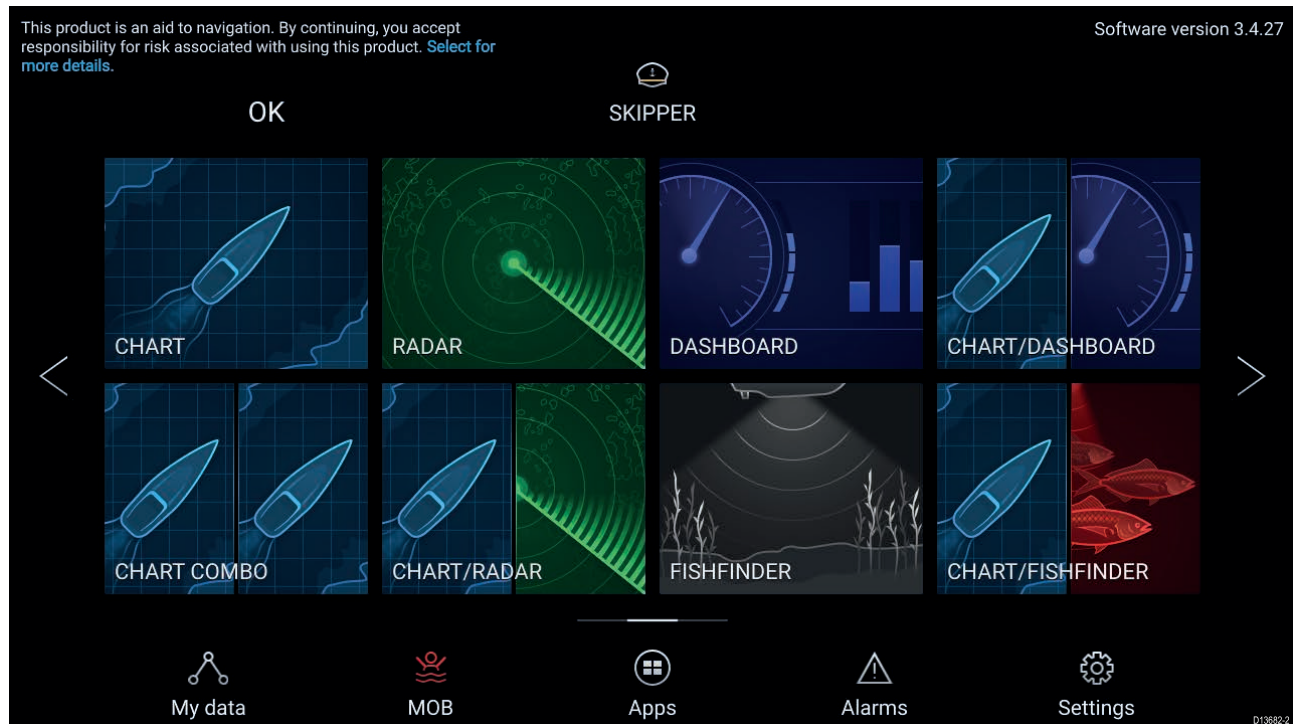 This product is an aid to navigation. By continuing, you accept
responsibility for risk associated with using this product. Select for
more details.
Software version 3.4.27
OK
SKIPPER
CHART
RADAR
DASHBOARD
CHART/DASHBOARD
CHART COMBO
CHART/RADAR
FISHFINDER
CHART/FISHFINDER
My data
MOB
Apps
Alarms
Settings
D13682-2